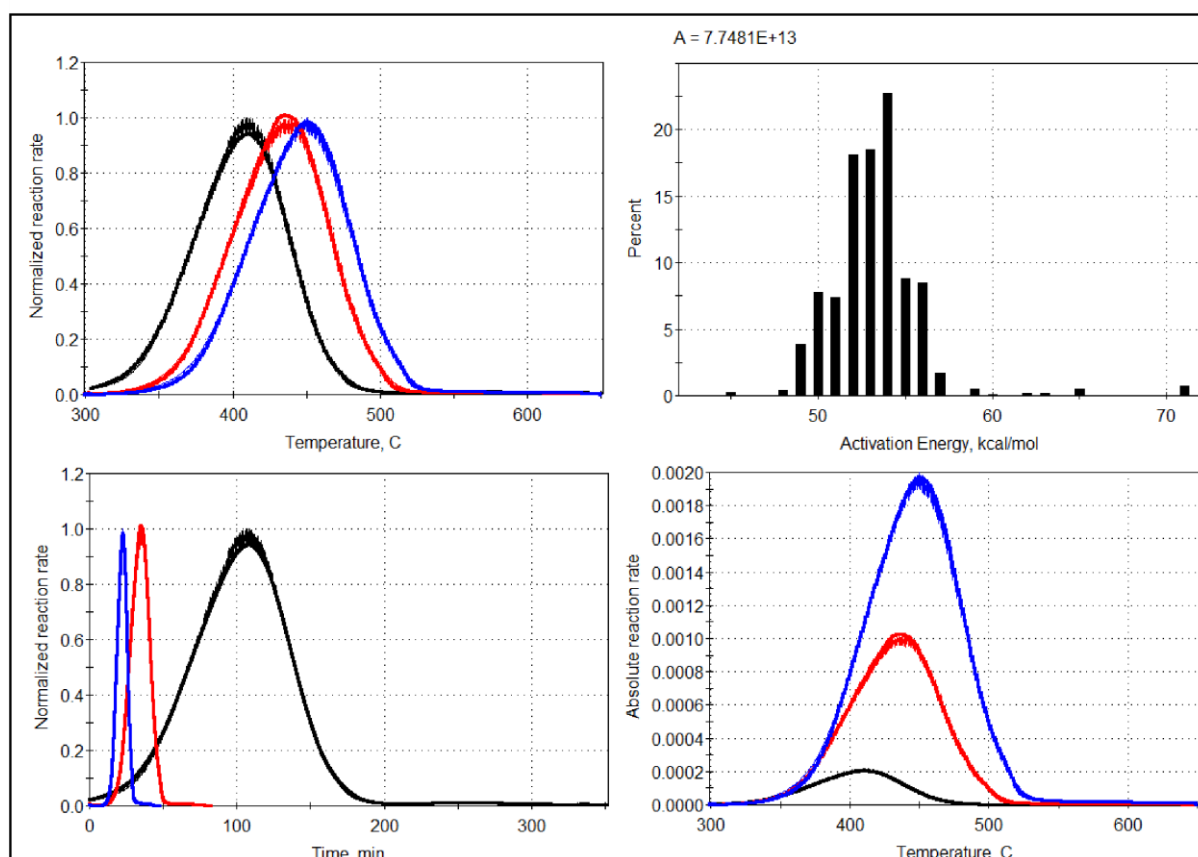 A = 7.7481E+13
1.2
1.0
0.8
0.6
0.4
0.2
0.0
Normalized reaction rate
300 400 500 600
Temperature, C
20
15
10
5
0
Percent
50 60 70
Activation Energy, kcal/mol
1.2
1.0
0.8
0.6
0.4
0.2
0.0
Normalized reaction rate
0 100 200 300
Time, min
0.0020
0.0018
0.0016
0.0014
0.0012
0.0010
0.0008
0.0006
0.0004
0.0002
0.0000
Absolute reaction rate
300 400 500 600
Temperature, C